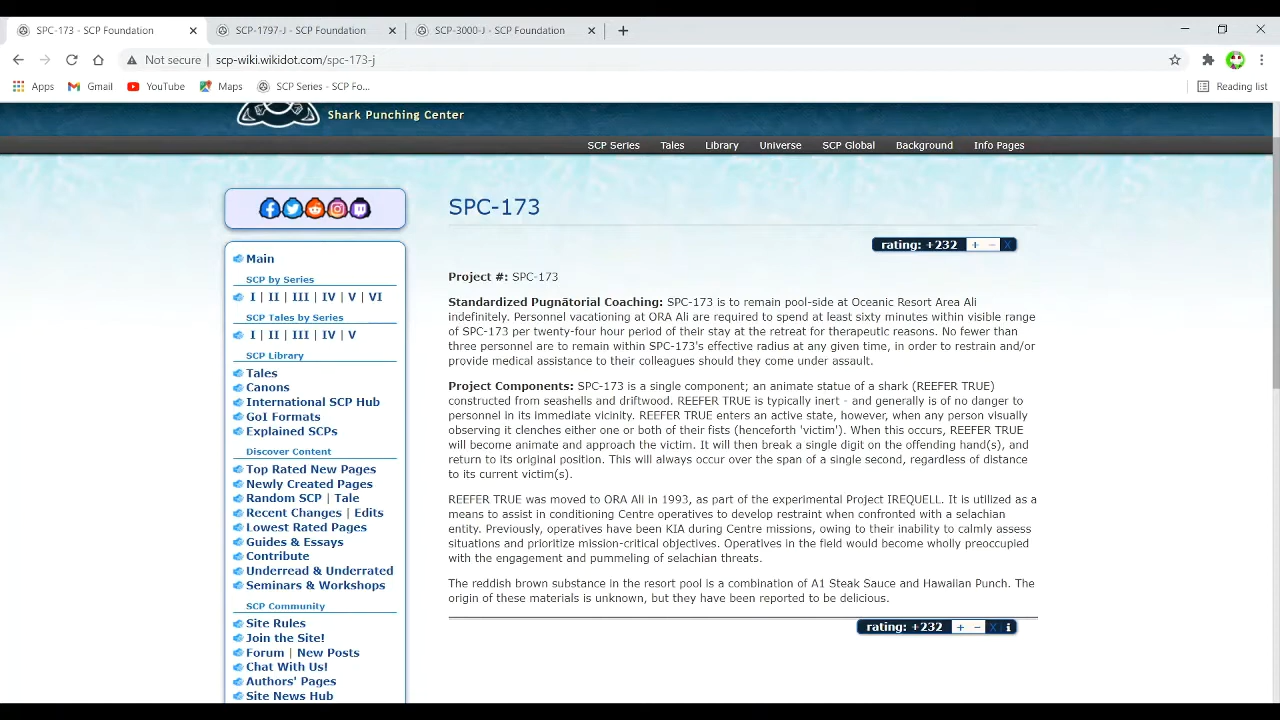 SPC-173 - SCP Foundation
SCP-1797-J - SCP Foundation
SCP-3000-J - SCP Foundation
Not secure
scp-wiki.wikidot.com/spc-173-j
Apps
Gmail
YouTube
Maps
SCP Series - SCP Fo...
Reading list
Shark Punching Center
SCP Series
Tales
Library
Universe
SCP Global
Background
Info Pages
Main
SCP by Series
I | II | III | IV | V | VI
SCP Tales by Series
I | II | III | IV | V
SCP Library
Tales
Canons
International SCP Hub
GoI Formats
Explained SCPs
Discover Content
Top Rated New Pages
Newly Created Pages
Random SCP | Tale
Recent Changes | Edits
Lowest Rated Pages
Guides & Essays
Contribute
Underread & Underrated
Seminars & Workshops
SCP Community
Site Rules
Join the Site!
Forum | New Posts
Chat With Us!
Authors' Pages
Site News Hub
SPC-173
rating: +232 + – X
Project #: SPC-173
Standardized Pugnātorial Coaching: SPC-173 is to remain pool-side at Oceanic Resort Area Ali
indefinitely. Personnel vacationing at ORA Ali are required to spend at least sixty minutes within visible range
of SPC-173 per twenty-four hour period of their stay at the retreat for therapeutic reasons. No fewer than
three personnel are to remain within SPC-173's effective radius at any given time, in order to restrain and/or
provide medical assistance to their colleagues should they come under assault.
Project Components: SPC-173 is a single component; an animate statue of a shark (REEFER TRUE)
constructed from seashells and driftwood. REEFER TRUE is typically inert - and generally is of no danger to
personnel in its immediate vicinity. REEFER TRUE enters an active state, however, when any person visually
observing it clenches either one or both of their fists (henceforth 'victim'). When this occurs, REEFER TRUE
will become animate and approach the victim. It will then break a single digit on the offending hand(s), and
return to its original position. This will always occur over the span of a single second, regardless of distance
to its current victim(s).
REEFER TRUE was moved to ORA Ali in 1993, as part of the experimental Project IREQUELL. It is utilized as a
means to assist in conditioning Centre operatives to develop restraint when confronted with a selachian
entity. Previously, operatives have been KIA during Centre missions, owing to their inability to calmly assess
situations and prioritize mission-critical objectives. Operatives in the field would become wholly preoccupied
with the engagement and pummeling of selachian threats.
The reddish brown substance in the resort pool is a combination of A1 Steak Sauce and Hawaiian Punch. The
origin of these materials is unknown, but they have been reported to be delicious.
rating: +232 + – X i